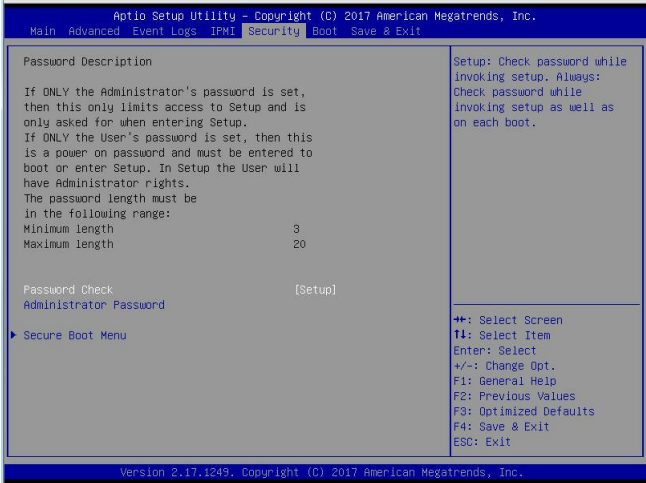 Aptio Setup Utility – Copyright (C) 2017 American Megatrends, Inc.
Main Advanced Event Logs IPMI Security Boot Save & Exit
Password Description
If ONLY the Administrator's password is set,
then this only limits access to Setup and is
only asked for when entering Setup.
If ONLY the User's password is set, then this
is a power on password and must be entered to
boot or enter Setup. In Setup the User will
have Administrator rights.
The password length must be
in the following range:
Minimum length 3
Maximum length 20
Password Check [Setup]
Administrator Password
Secure Boot Menu
Setup: Check password while
invoking setup. Always:
Check password while
invoking setup as well as
on each boot.
→←: Select Screen
↑↓: Select Item
Enter: Select
+/-: Change Opt.
F1: General Help
F2: Previous Values
F3: Optimized Defaults
F4: Save & Exit
ESC: Exit
Version 2.17.1249. Copyright (C) 2017 American Megatrends, Inc.